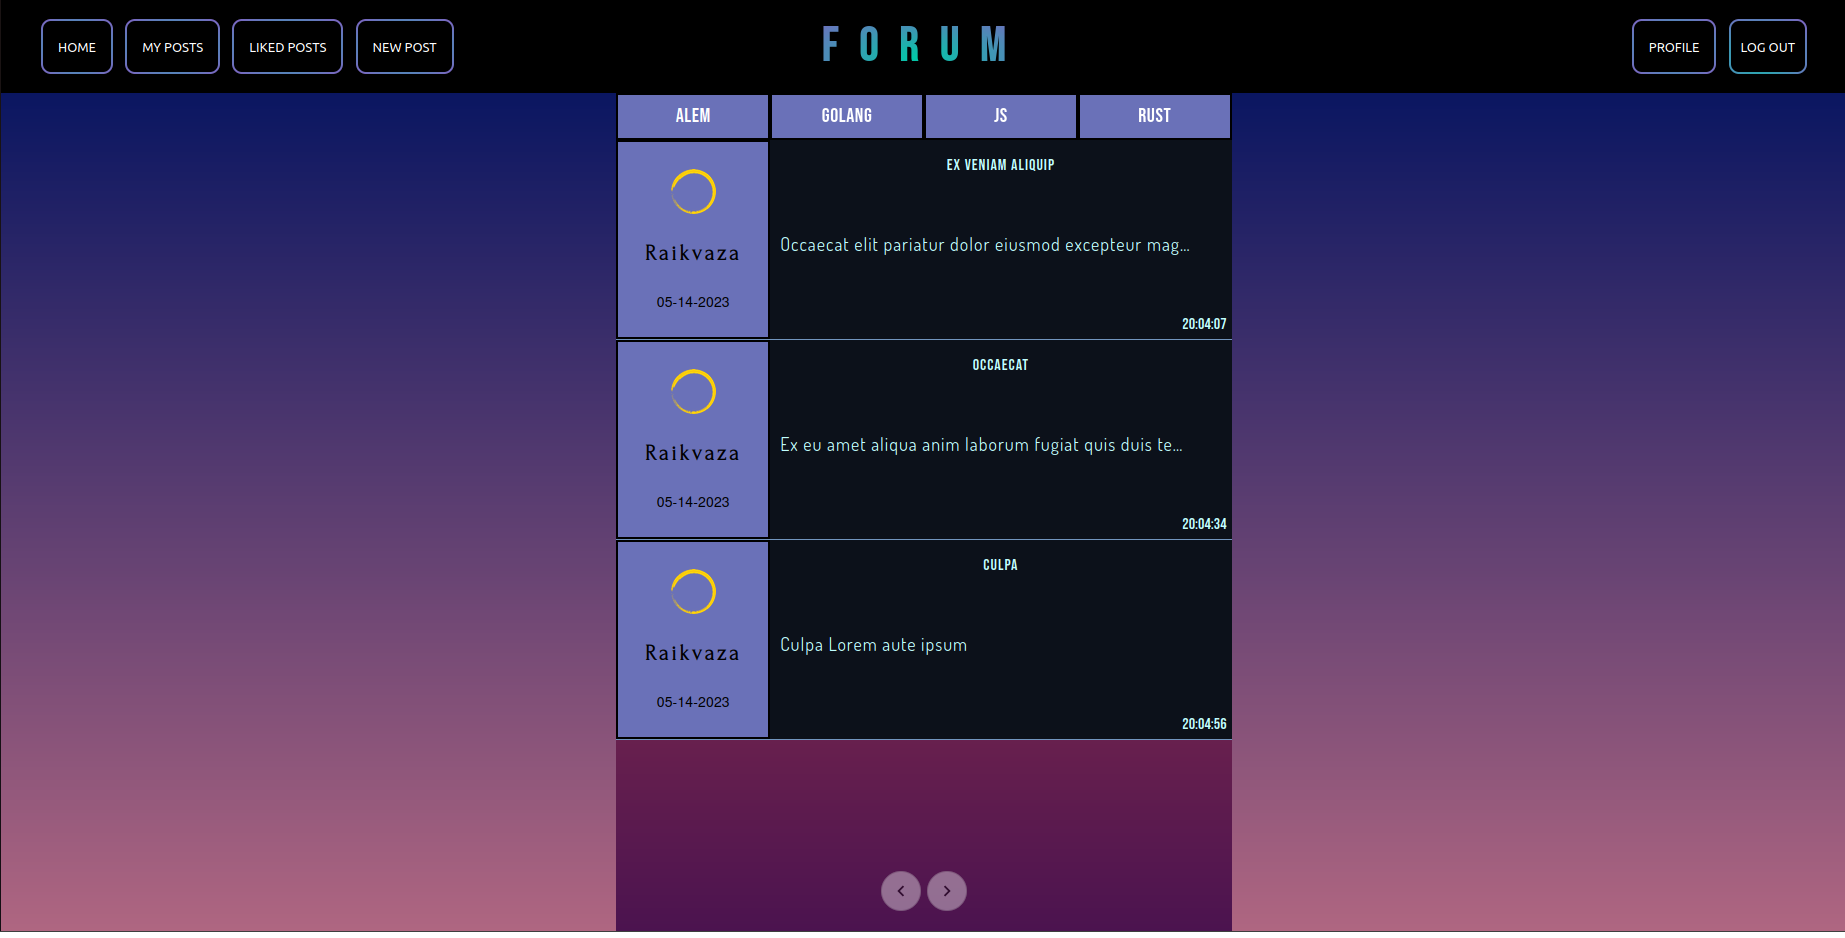 HOME MY POSTS LIKED POSTS NEW POST FORUM PROFILE LOG OUT
ALEM GOLANG JS RUST
EX VENIAM ALIQUIP
Occaecat elit pariatur dolor eiusmod excepteur mag...
Raikvaza
05-14-2023
20:04:07
OCCAECAT
Ex eu amet aliqua anim laborum fugiat quis duis te...
Raikvaza
05-14-2023
20:04:34
CULPA
Culpa Lorem aute ipsum
Raikvaza
05-14-2023
20:04:56